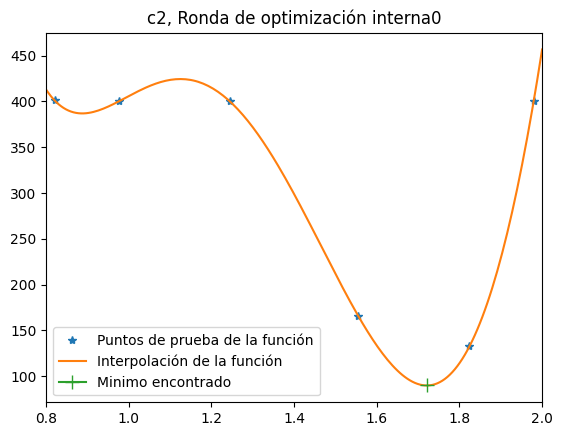 c2, Ronda de optimización interna0
450
400
350
300
250
200
150
100
Puntos de prueba de la función
Interpolación de la función
Minimo encontrado
0.8 1.0 1.2 1.4 1.6 1.8 2.0